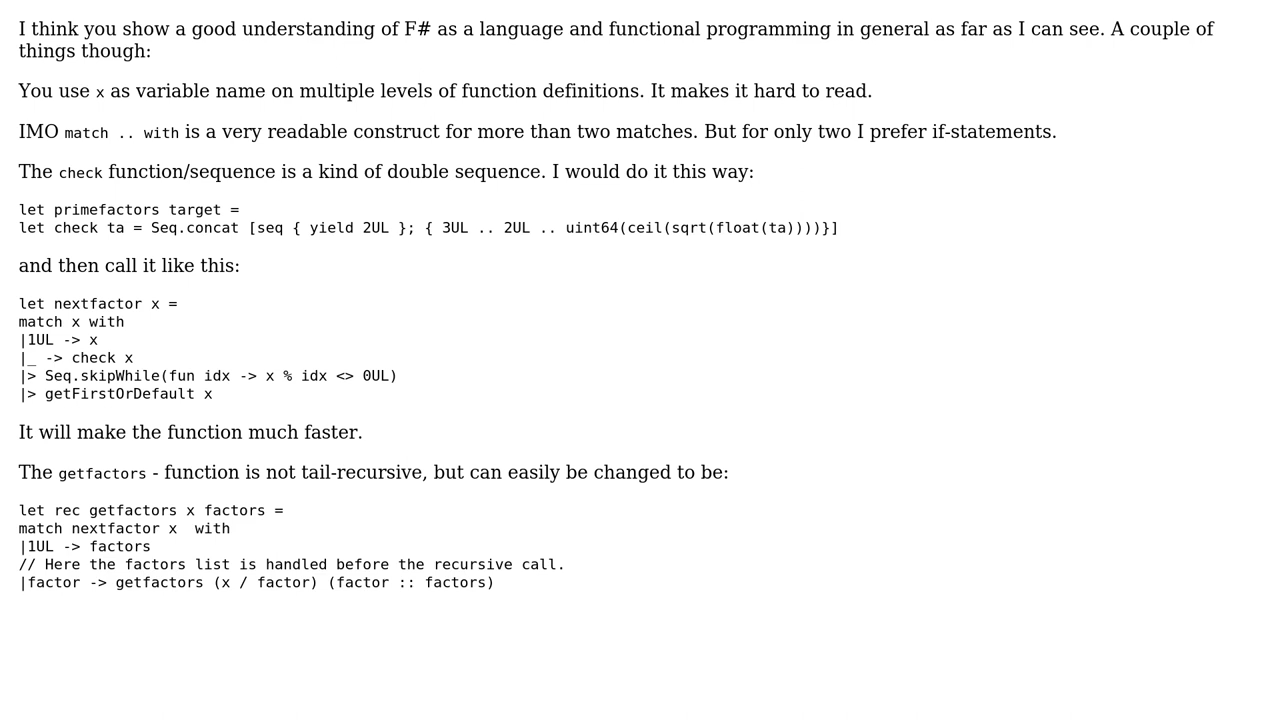 I think you show a good understanding of F# as a language and functional programming in general as far as I can see. A couple of
things though:
You use x as variable name on multiple levels of function definitions. It makes it hard to read.
IMO match .. with is a very readable construct for more than two matches. But for only two I prefer if-statements.
The check function/sequence is a kind of double sequence. I would do it this way:
let primefactors target =
let check ta = Seq.concat [seq { yield 2UL }; { 3UL .. 2UL .. uint64(ceil(sqrt(float(ta))))}]
and then call it like this:
let nextfactor x =
match x with
|1UL -> x
|_ -> check x
|> Seq.skipWhile(fun idx -> x % idx <> 0UL)
|> getFirstOrDefault x
It will make the function much faster.
The getfactors - function is not tail-recursive, but can easily be changed to be:
let rec getfactors x factors =
match nextfactor x  with
|1UL -> factors
// Here the factors list is handled before the recursive call.
|factor -> getfactors (x / factor) (factor :: factors)